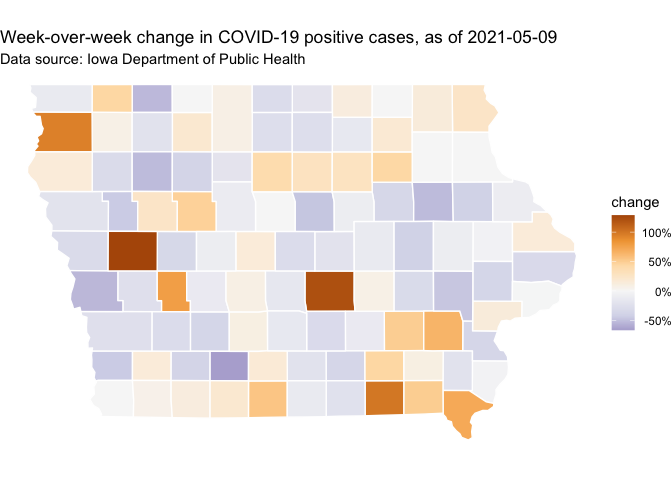 Week-over-week change in COVID-19 positive cases, as of 2021-05-09
Data source: Iowa Department of Public Health
change
100%
50%
0%
-50%